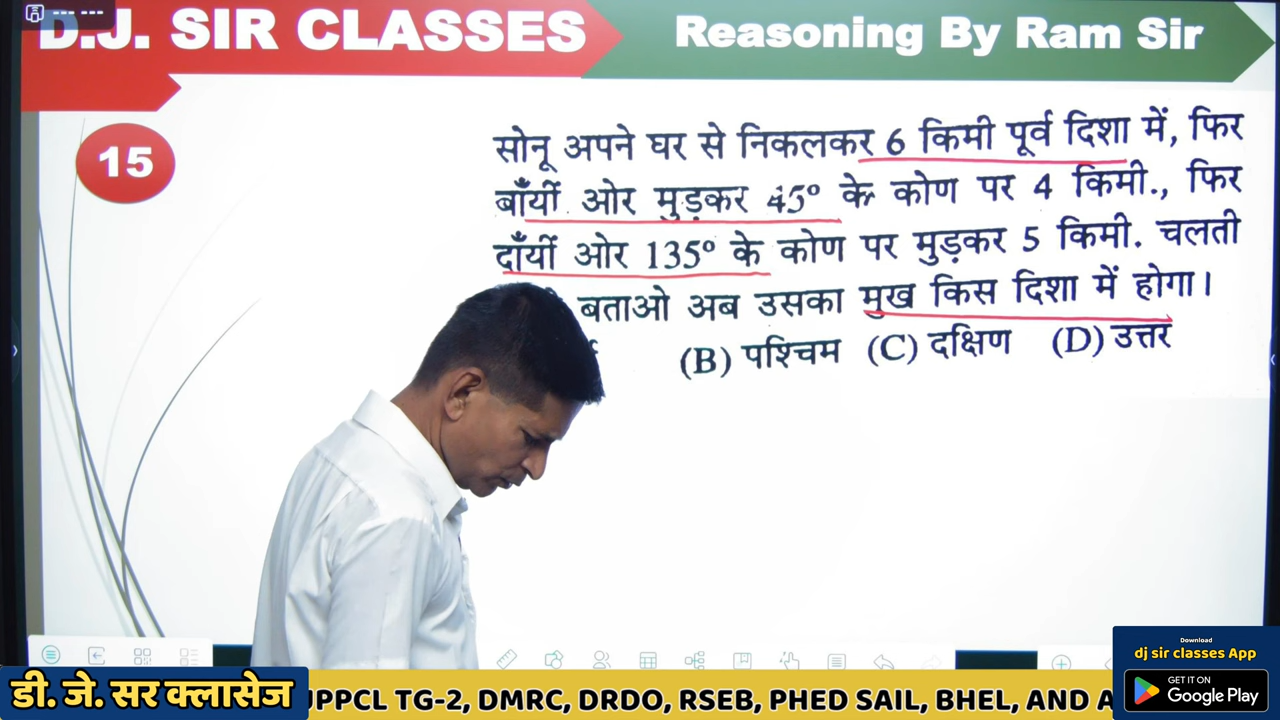 D.J. SIR CLASSES
Reasoning By Ram Sir
15
सोनू अपने घर से निकलकर 6 किमी पूर्व दिशा में, फिर
बाँयीं ओर मुड़कर 45° के कोण पर 4 किमी., फिर
दाँयीं ओर 135° के कोण पर मुड़कर 5 किमी. चलती
बताओ अब उसका मुख किस दिशा में होगा।
(B) पश्चिम (C) दक्षिण (D) उत्तर
Download
dj sir classes App
GET IT ON
Google Play
डी. जे. सर क्लासेज
TG-2, DMRC, DRDO, RSEB, PHED SAIL, BHEL, AND